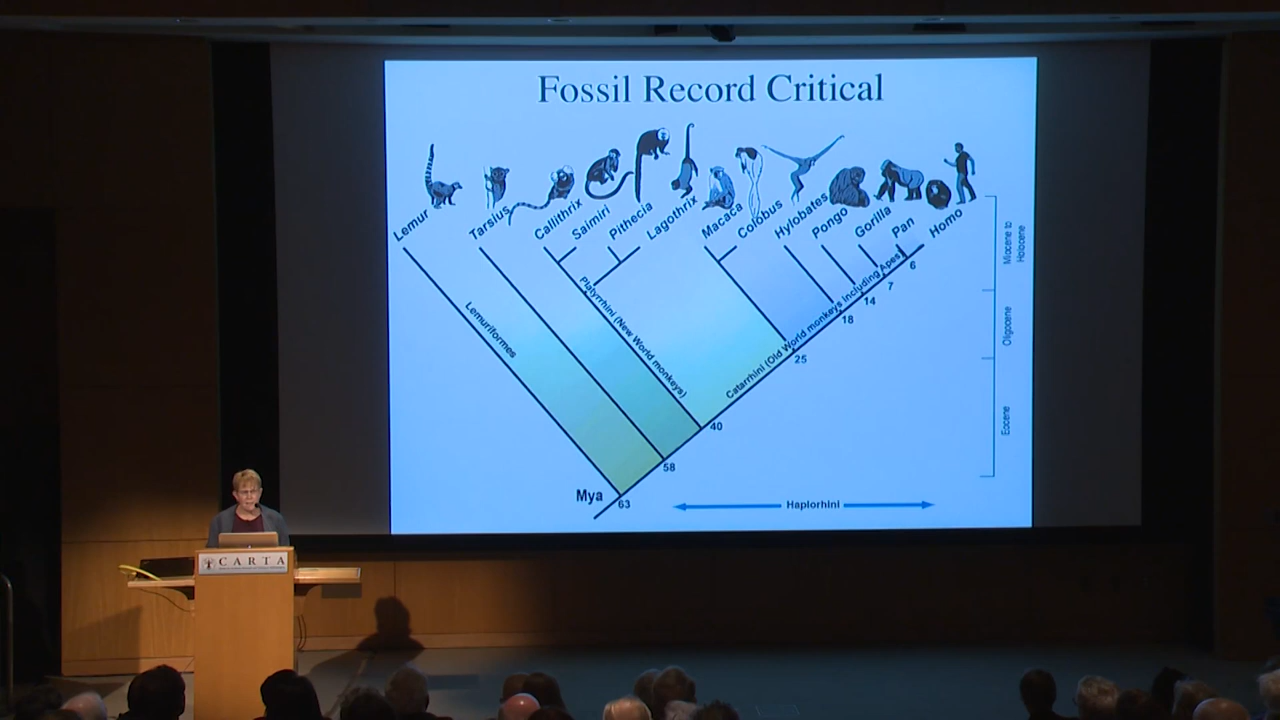 Fossil Record Critical
Lemur
Tarsius
Callithrix
Saimiri
Pithecia
Lagothrix
Macaca
Colobus
Hylobates
Pongo
Gorilla
Pan
Homo
Lemuriformes
Platyrrhini (New World monkeys)
Catarrhini (Old World monkeys including Apes)
6
7
14
18
25
40
58
Mya
63
Haplorhini
Miocene to
Holocene
Oligocene
Eocene
CARTA